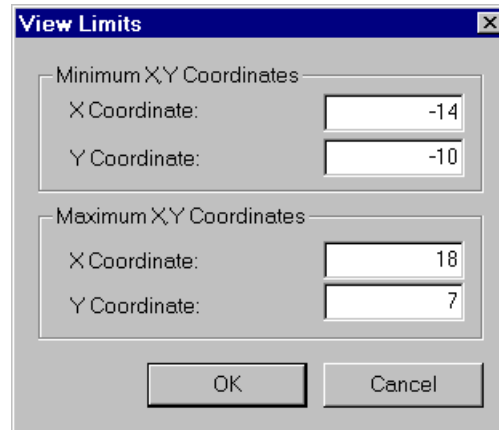 View Limits
Minimum X,Y Coordinates
X Coordinate: -14
Y Coordinate: -10
Maximum X,Y Coordinates
X Coordinate: 18
Y Coordinate: 7
OK Cancel